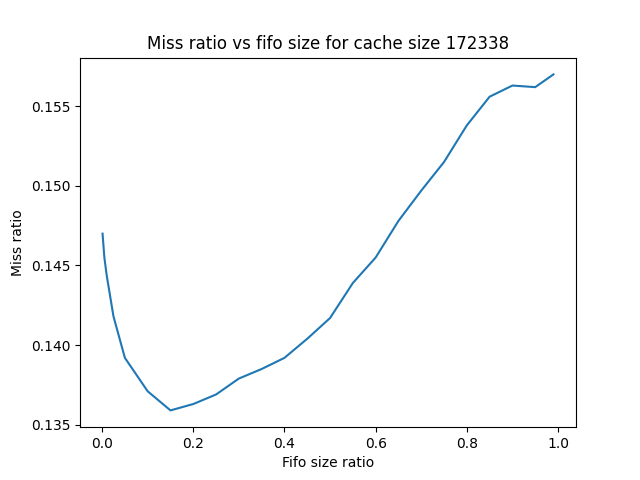 Miss ratio vs fifo size for cache size 172338
Miss ratio
0.155
0.150
0.145
0.140
0.135
0.0 0.2 0.4 0.6 0.8 1.0
Fifo size ratio